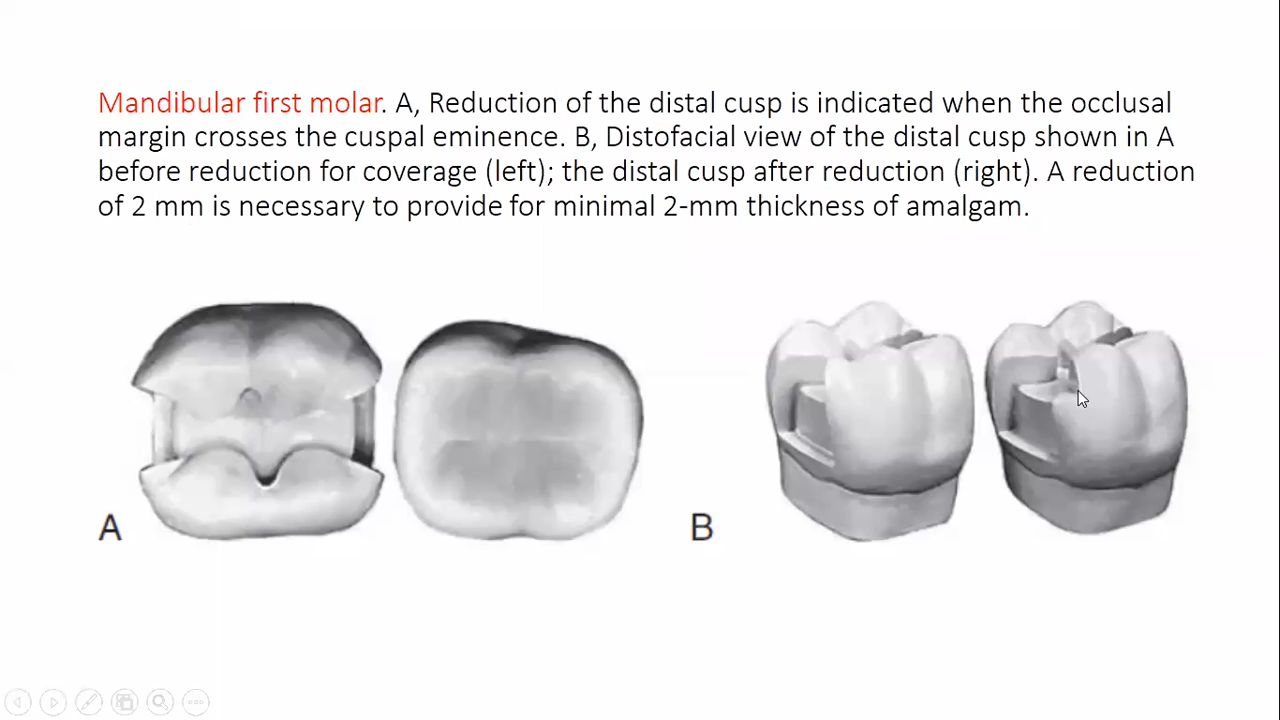 Mandibular first molar. A, Reduction of the distal cusp is indicated when the occlusal
margin crosses the cuspal eminence. B, Distofacial view of the distal cusp shown in A
before reduction for coverage (left); the distal cusp after reduction (right). A reduction
of 2 mm is necessary to provide for minimal 2-mm thickness of amalgam.
A
B